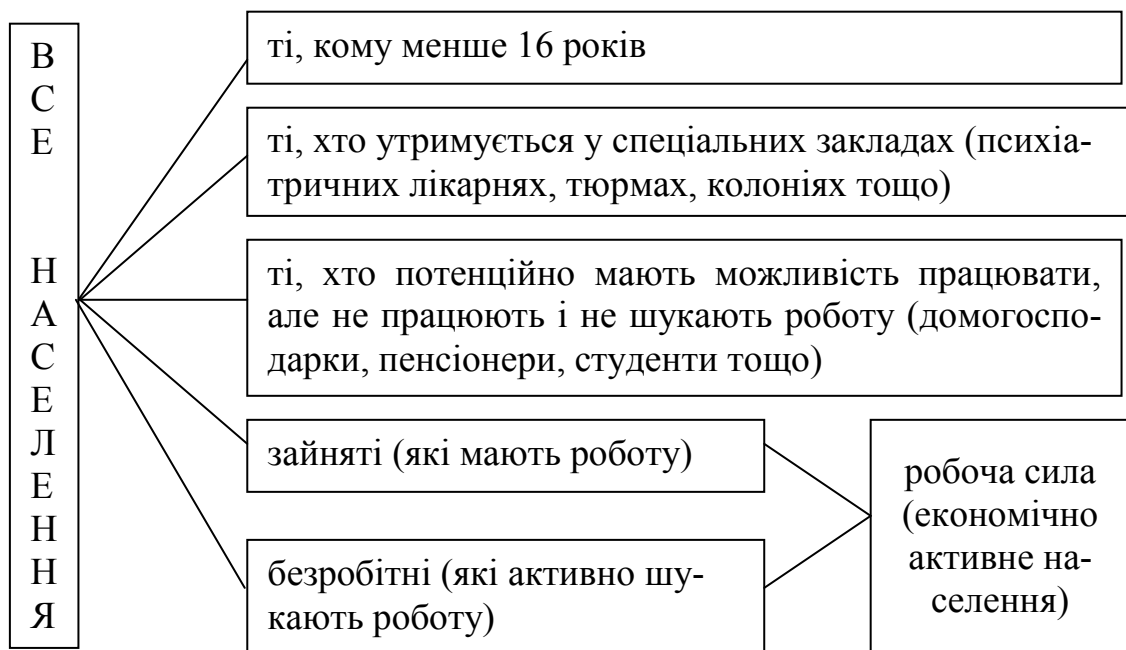 ВСЕ НАСЕЛЕННЯ
ті, кому менше 16 років
ті, хто утримується у спеціальних закладах (психіа-
тричних лікарнях, тюрмах, колоніях тощо)
ті, хто потенційно мають можливість працювати,
але не працюють і не шукають роботу (домогоспо-
дарки, пенсіонери, студенти тощо)
зайняті (які мають роботу)
безробітні (які активно шу-
кають роботу)
робоча сила
(економічно
активне на-
селення)